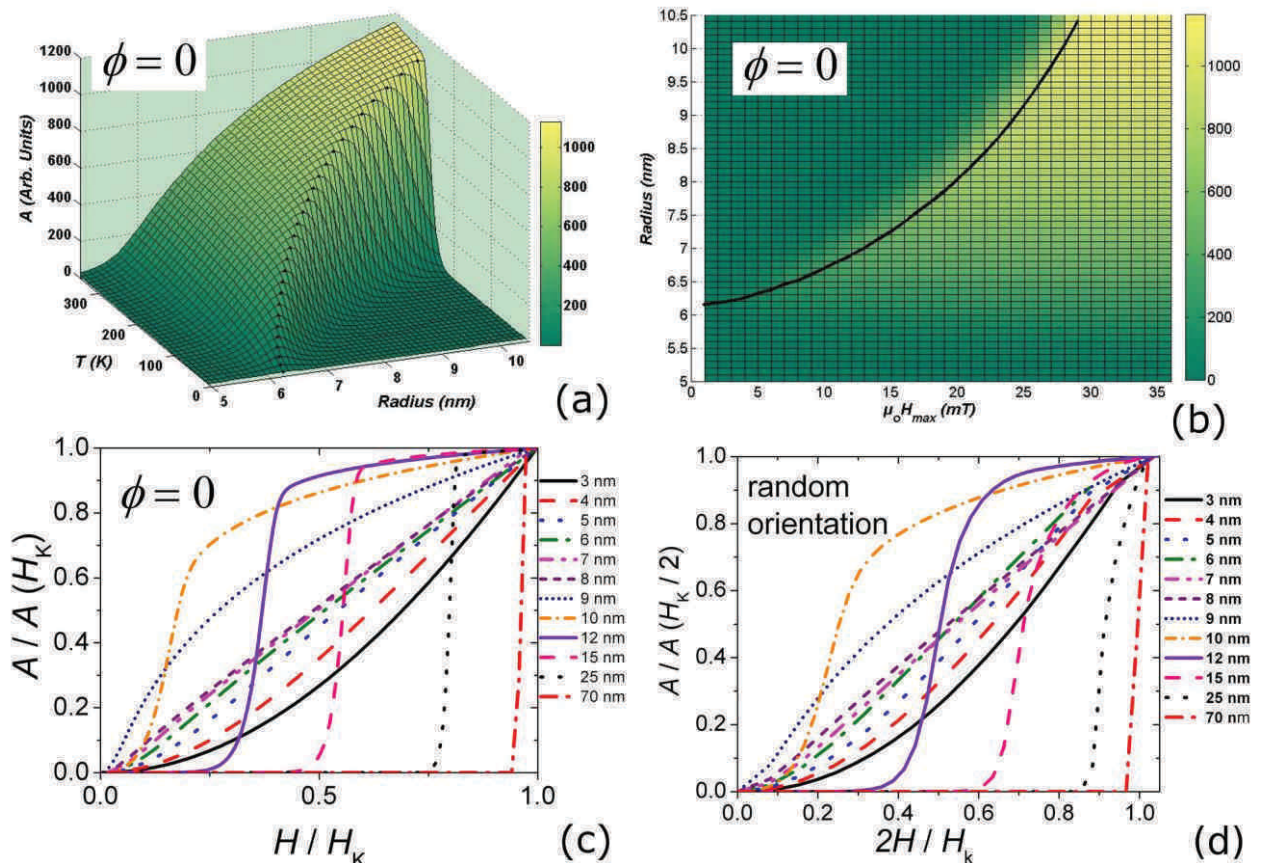 ϕ = 0
1200
1000
800
600
400
200
0
A (Arb. Units)
300
200
100
0
T (K)
5
6
7
8
9
10
Radius (nm)
1000
800
600
400
200
(a)
ϕ = 0
10.5
10
9.5
9
8.5
8
7.5
7
6.5
6
5.5
5
Radius (nm)
0
5
10
15
20
25
30
35
μoHmax (mT)
1000
800
600
400
200
0
(b)
ϕ = 0
1.0
0.8
0.6
0.4
0.2
0.0
A / A (HK)
0.0
0.5
1.0
H / HK
3 nm
4 nm
5 nm
6 nm
7 nm
8 nm
9 nm
10 nm
12 nm
15 nm
25 nm
70 nm
(c)
random
orientation
1.0
0.8
0.6
0.4
0.2
0.0
A / A (HK / 2)
0.0
0.2
0.4
0.6
0.8
1.0
2H / Hk
3 nm
4 nm
5 nm
6 nm
7 nm
8 nm
9 nm
10 nm
12 nm
15 nm
25 nm
70 nm
(d)